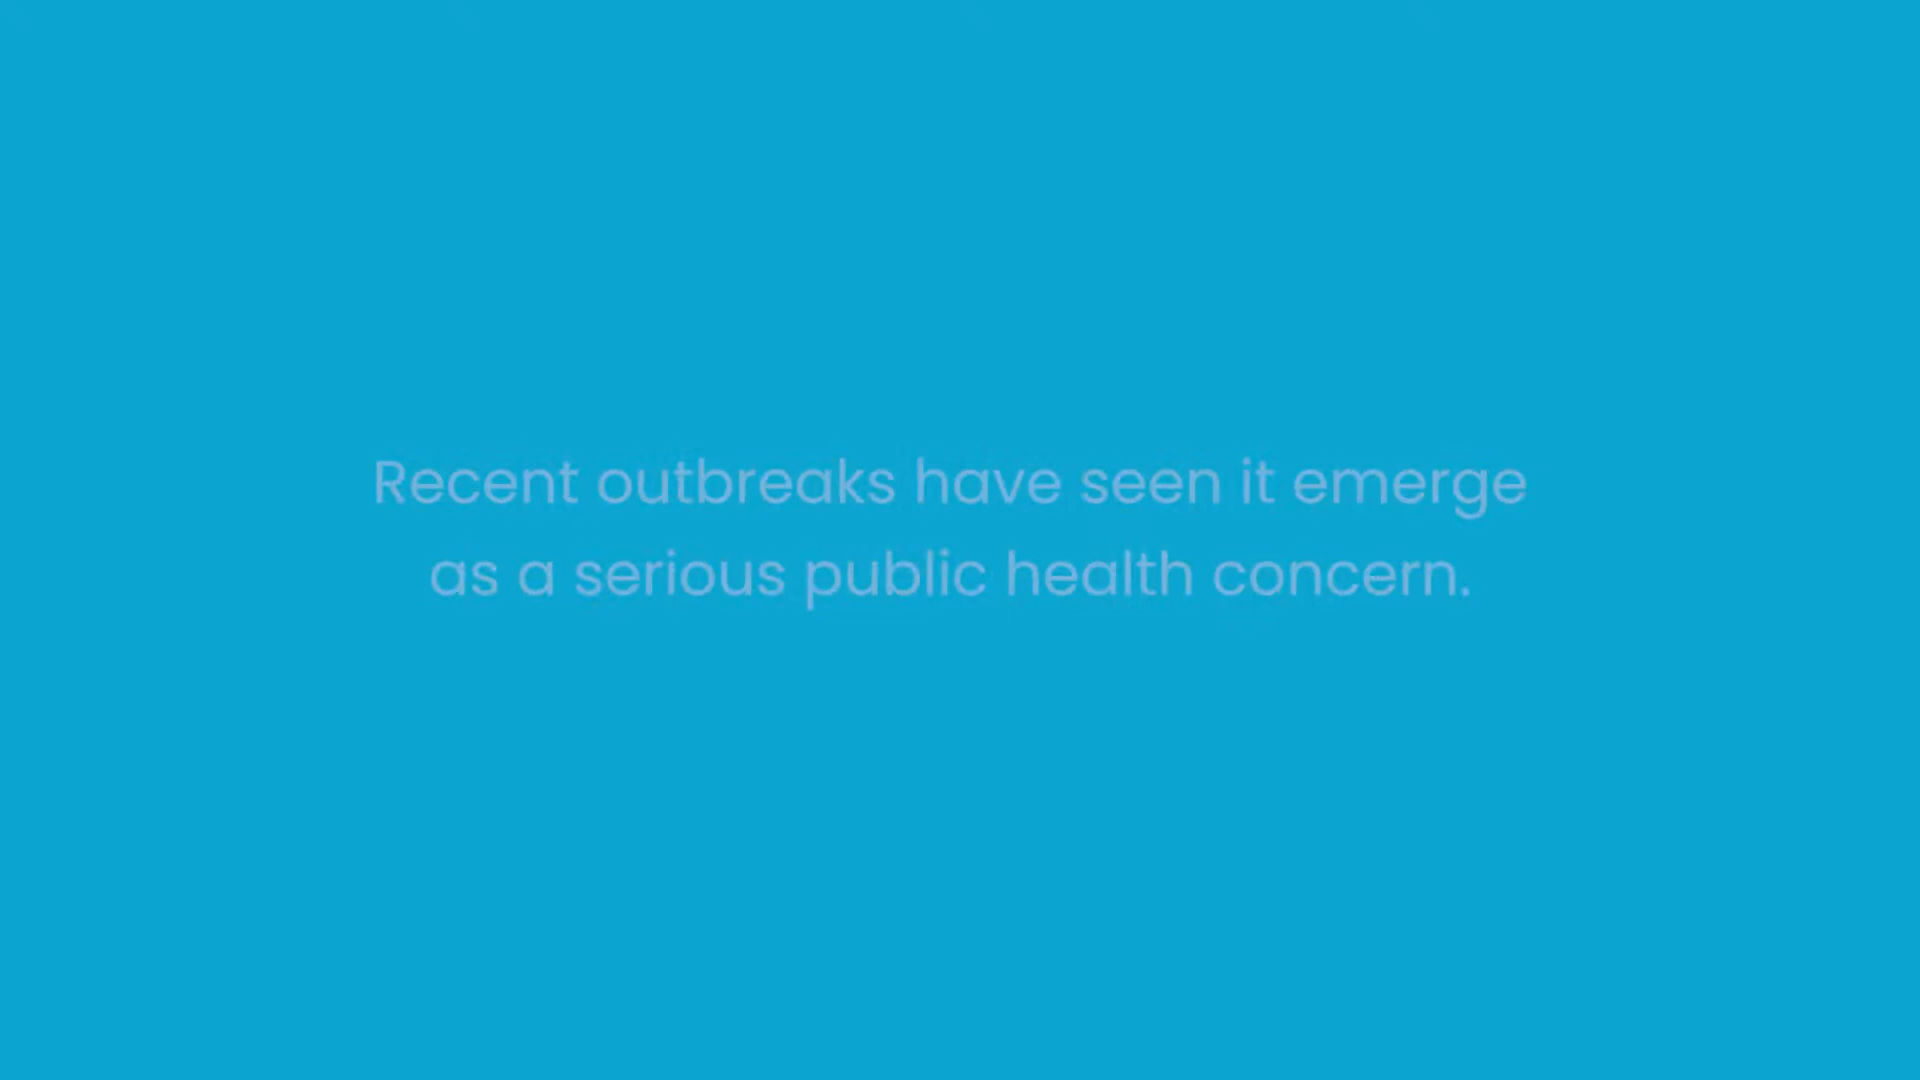 Recent outbreaks have seen it emerge
as a serious public health concern.